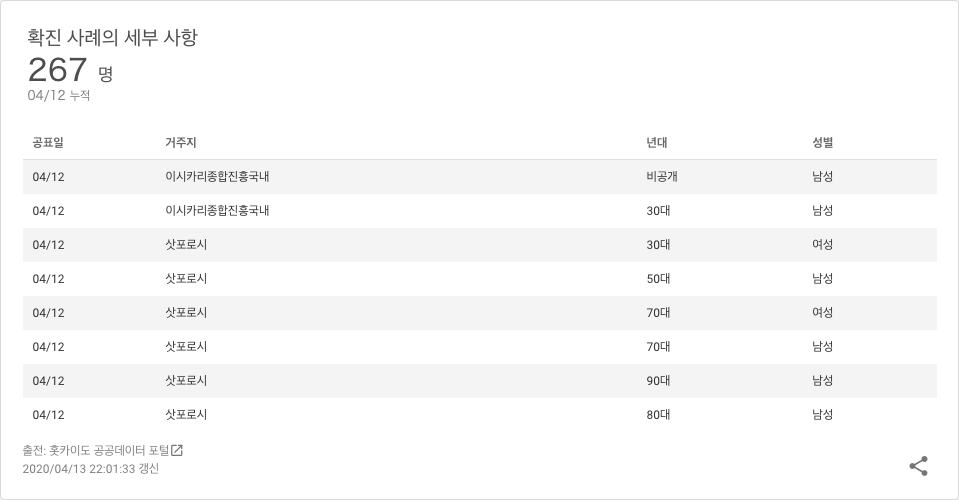 확진 사례의 세부 사항
267 명
04/12 누적
공표일 거주지 년대 성별
04/12 이시카리종합진흥국내 비공개 남성
04/12 이시카리종합진흥국내 30대 남성
04/12 삿포로시 30대 여성
04/12 삿포로시 50대 남성
04/12 삿포로시 70대 여성
04/12 삿포로시 70대 남성
04/12 삿포로시 90대 남성
04/12 삿포로시 80대 남성
출전: 홋카이도 공공데이터 포털
2020/04/13 22:01:33 갱신